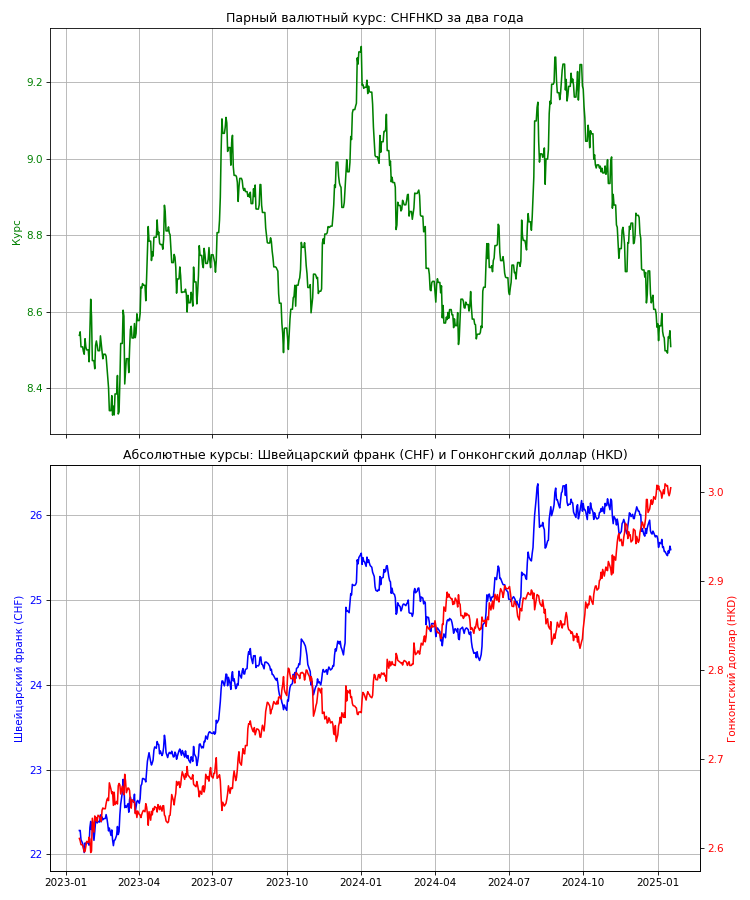 Парный валютный курс: CHFHKD за два года
Курс
9.2
9.0
8.8
8.6
8.4
Абсолютные курсы: Швейцарский франк (CHF) и Гонконгский доллар (HKD)
Швейцарский франк (CHF)
26
25
24
23
22
Гонконгский доллар (HKD)
3.0
2.9
2.8
2.7
2.6
2023-01 2023-04 2023-07 2023-10 2024-01 2024-04 2024-07 2024-10 2025-01